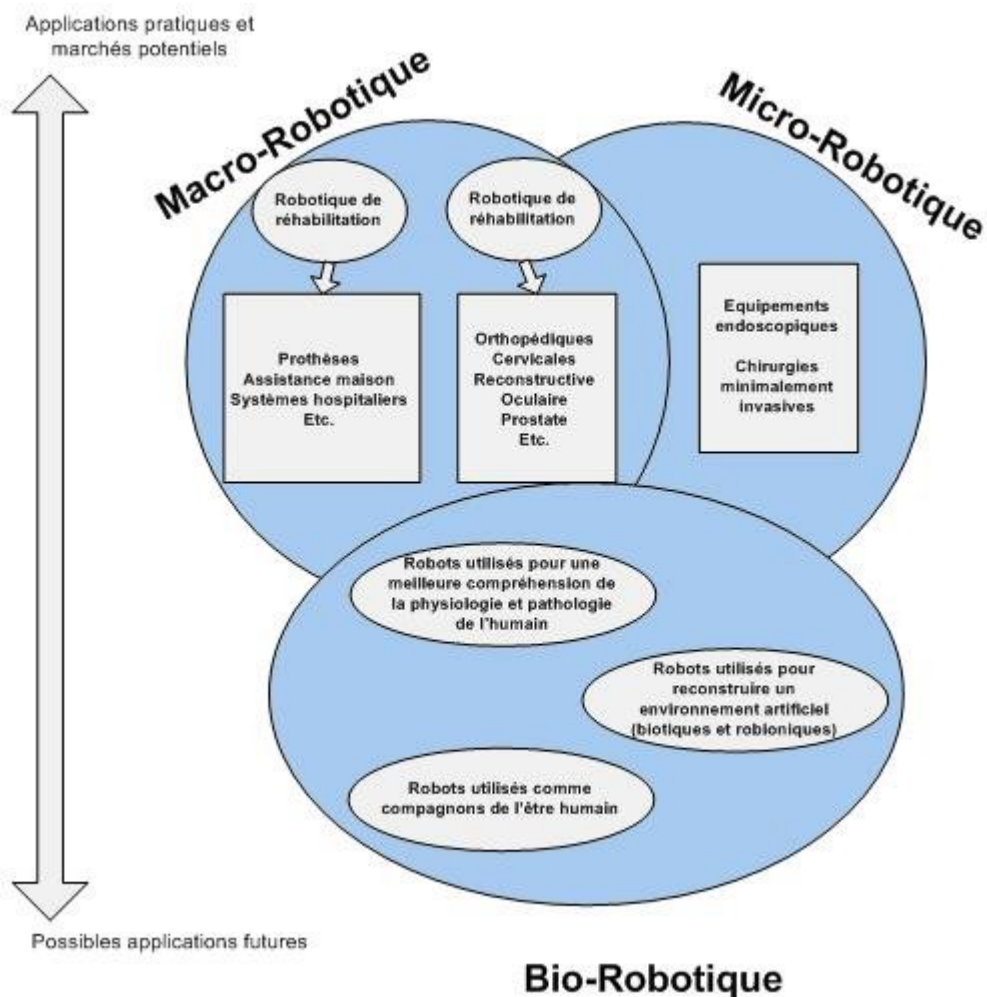 Applications pratiques et
marchés potentiels
Macro-Robotique
Micro-Robotique
Robotique de
réhabilitation
Robotique de
réhabilitation
Prothèses
Assistance maison
Systèmes hospitaliers
Etc.
Orthopédiques
Cervicales
Reconstructive
Oculaire
Prostate
Etc.
Equipements
endoscopiques
Chirurgies
minimalement
invasives
Robots utilisés pour une
meilleure compréhension de
la physiologie et pathologie
de l'humain
Robots utilisés pour
reconstruire un
environnement artificiel
(biotiques et robioniques)
Robots utilisés comme
compagnons de l'être humain
Possibles applications futures
Bio-Robotique